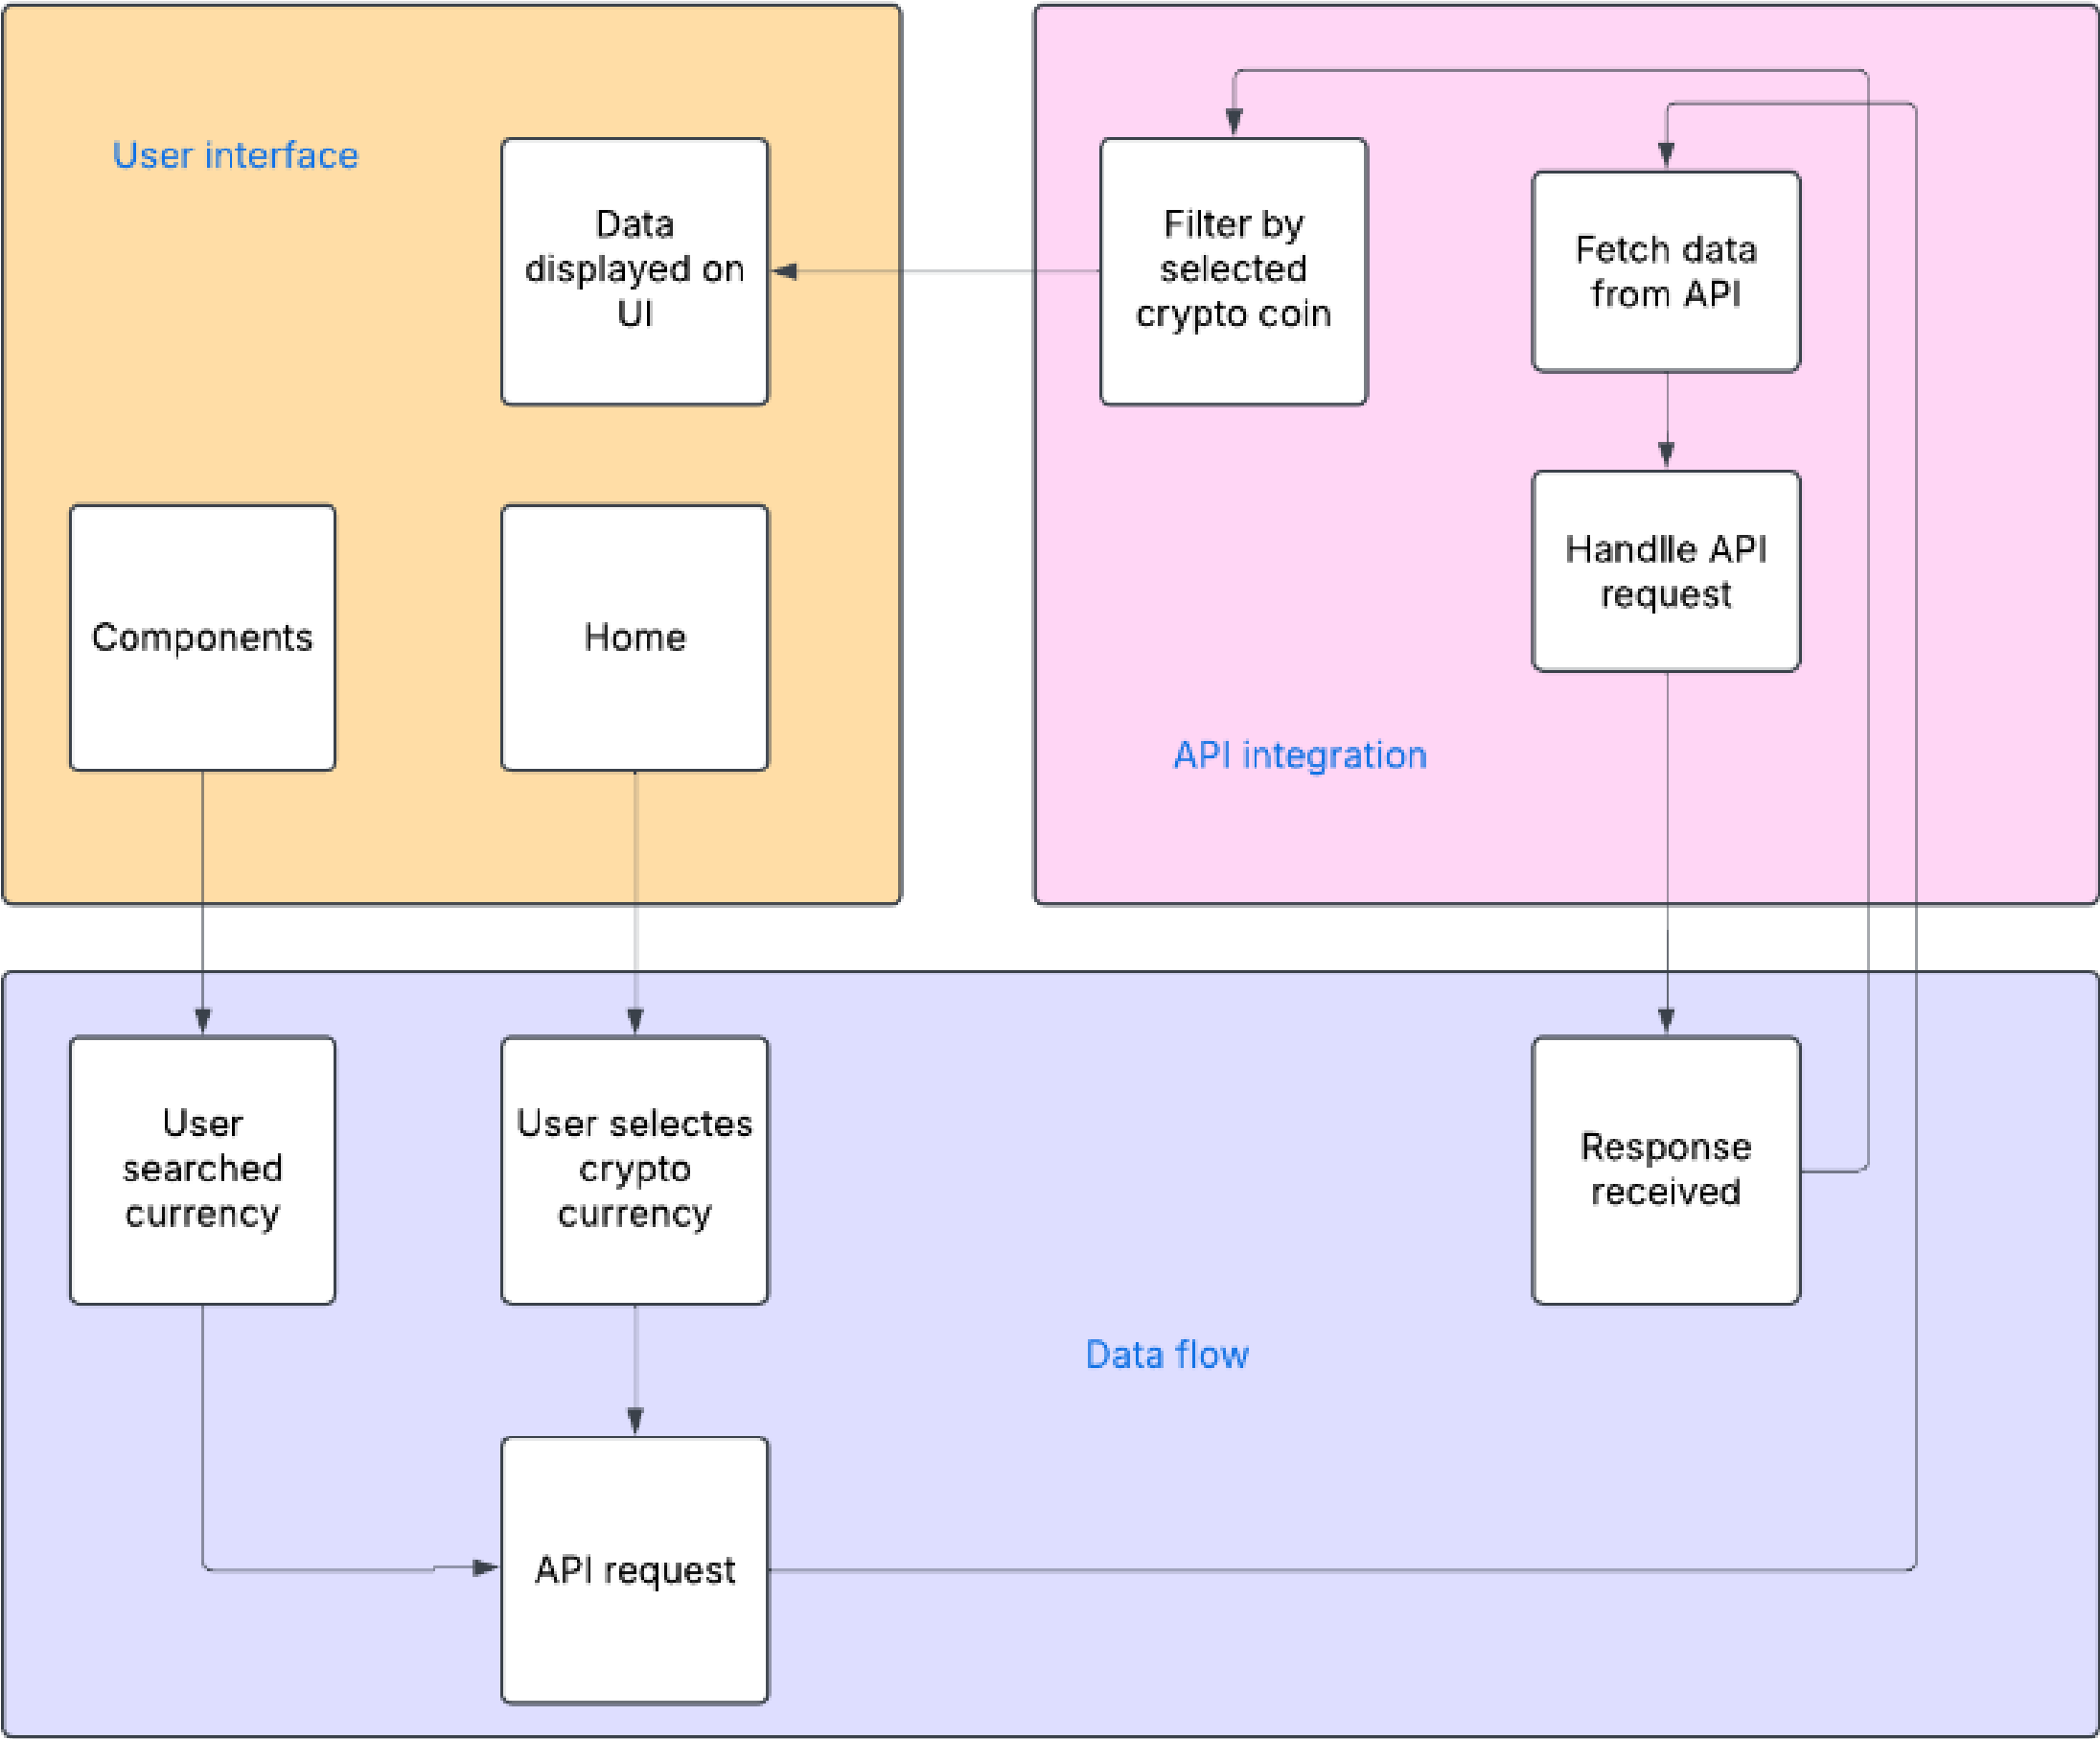 User interface
Data
displayed on
UI
Components
Home
Filter by
selected
crypto coin
Fetch data
from API
Handlle API
request
API integration
User
searched
currency
User selectes
crypto
currency
Response
received
Data flow
API request